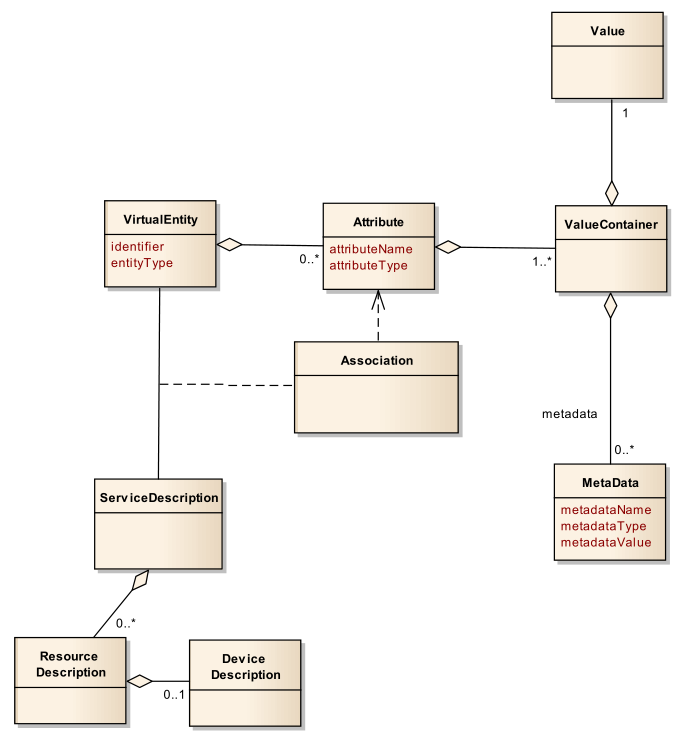 Value
1
VirtualEntity
identifier
entityType
0..*
Attribute
attributeName
attributeType
1..*
ValueContainer
Association
metadata
0..*
MetaData
metadataName
metadataType
metadataValue
ServiceDescription
0..*
Resource
Description
0..1
Device
Description